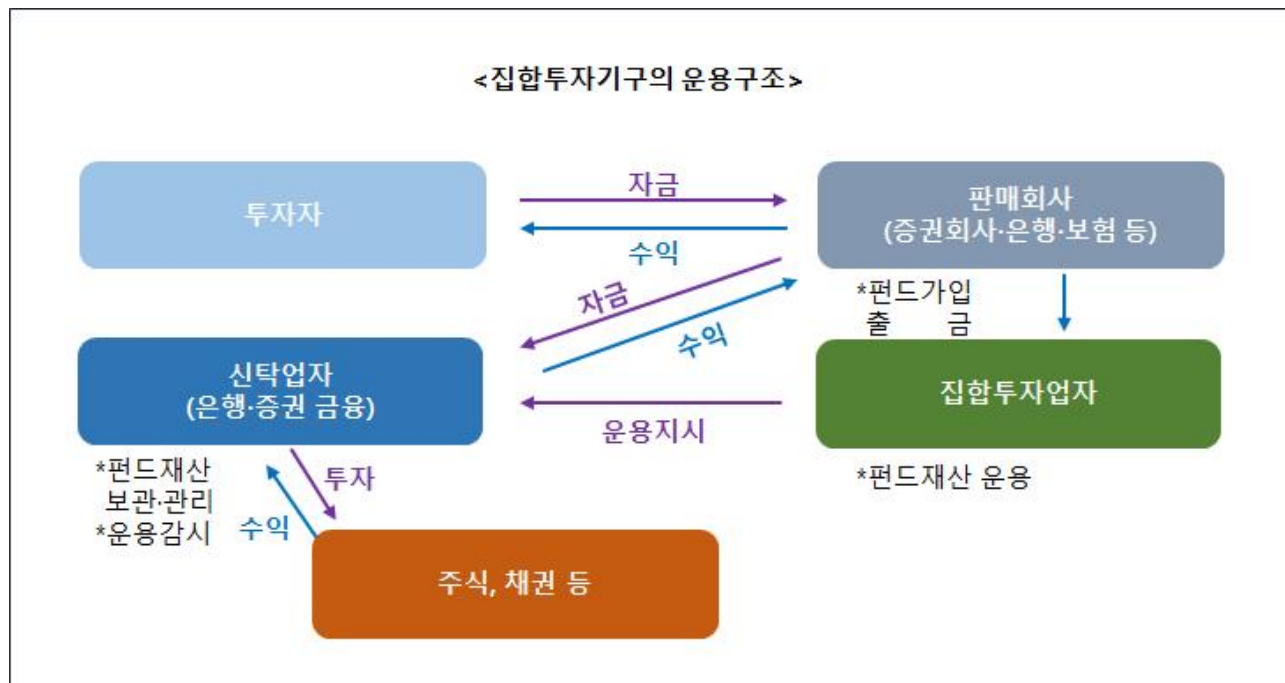 <집합투자기구의 운용구조>
투자자
자금
수익
판매회사
(증권회사·은행·보험 등)
*펀드가입
출 금
자금
수익
신탁업자
(은행·증권 금융)
운용지시
집합투자업자
*펀드재산
보관·관리
*운용감시
투자
수익
*펀드재산 운용
주식, 채권 등